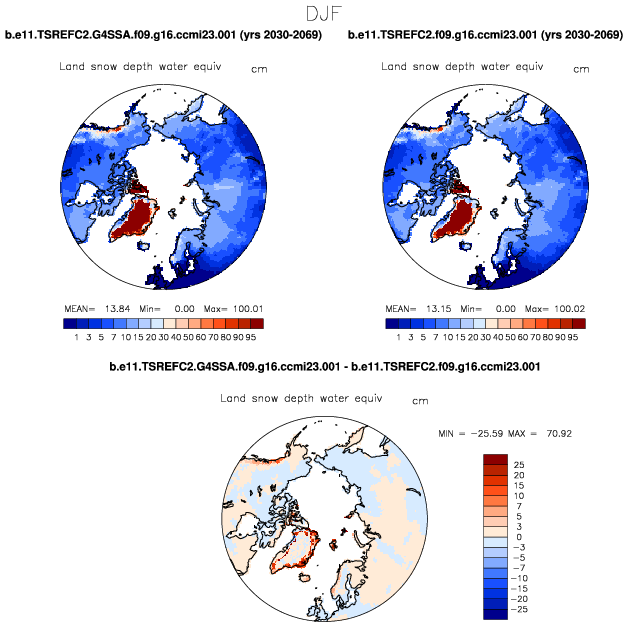 DJF
b.e11.TSREFC2.G4SSA.f09.g16.ccmi23.001 (yrs 2030-2069)
b.e11.TSREFC2.f09.g16.ccmi23.001 (yrs 2030-2069)
Land snow depth water equiv cm
Land snow depth water equiv cm
MEAN= 13.84 Min= 0.00 Max= 100.01
MEAN= 13.15 Min= 0.00 Max= 100.02
1 3 5 7 10 15 20 30 40 50 60 70 80 90 95
1 3 5 7 10 15 20 30 40 50 60 70 80 90 95
b.e11.TSREFC2.G4SSA.f09.g16.ccmi23.001 - b.e11.TSREFC2.f09.g16.ccmi23.001
Land snow depth water equiv cm
MIN = -25.59 MAX = 70.92
25
20
15
10
7
5
3
0
-3
-5
-7
-10
-15
-20
-25